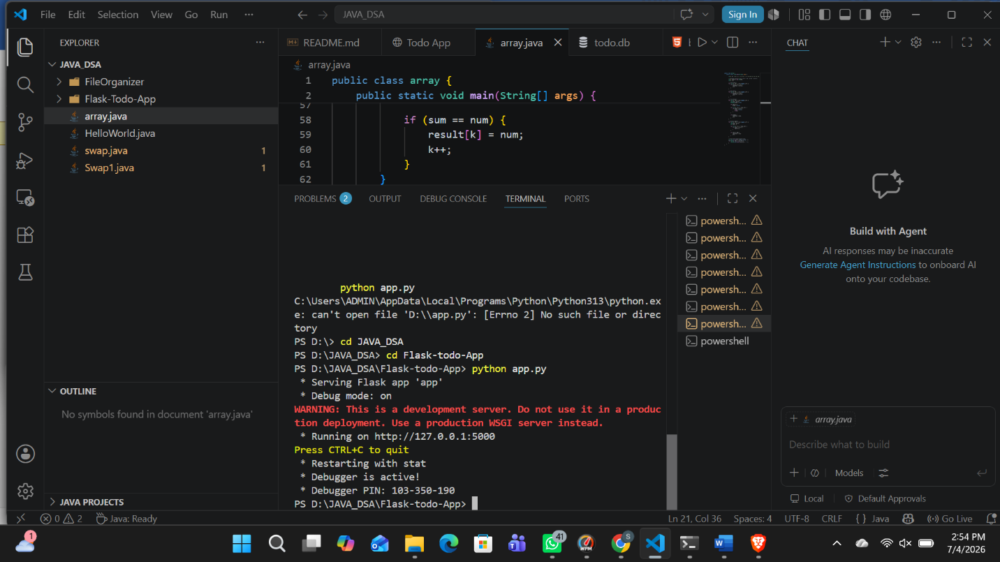 File Edit Selection View Go Run ···
JAVA_DSA
Sign In
EXPLORER
JAVA_DSA
FileOrganizer
Flask-Todo-App
array.java
HelloWorld.java
swap.java 1
Swap1.java 1
OUTLINE
No symbols found in document 'array.java'
JAVA PROJECTS
README.md
Todo App
array.java
todo.db
array.java
1 public class array {
2 public static void main(String[] args) {
57
58 if (sum == num) {
59 result[k] = num;
60 k++;
61 }
62 }
PROBLEMS 2 OUTPUT DEBUG CONSOLE TERMINAL PORTS
python app.py
C:\Users\ADMIN\AppData\Local\Programs\Python\Python313\python.ex
e: can't open file 'D:\\app.py': [Errno 2] No such file or direc
tory
PS D:\> cd JAVA_DSA
PS D:\JAVA_DSA> cd Flask-todo-App
PS D:\JAVA_DSA\Flask-todo-App> python app.py
* Serving Flask app 'app'
* Debug mode: on
WARNING: This is a development server. Do not use it in a produc
tion deployment. Use a production WSGI server instead.
* Running on http://127.0.0.1:5000
Press CTRL+C to quit
* Restarting with stat
* Debugger is active!
* Debugger PIN: 103-350-190
PS D:\JAVA_DSA\Flask-todo-App>
powersh...
powersh...
powersh...
powersh...
powersh...
powersh...
powersh...
powershell
CHAT
Build with Agent
AI responses may be inaccurate
Generate Agent Instructions to onboard AI
onto your codebase.
array.java
Describe what to build
Models
Local Default Approvals
0 2 Java: Ready
Ln 21, Col 36 Spaces: 4 UTF-8 CRLF { } Java Go Live
1
41
S
WPM
2:54 PM
7/4/2026